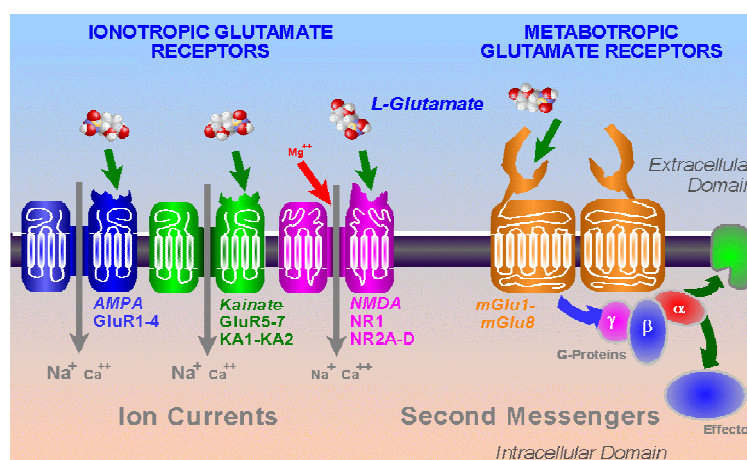 IONOTROPIC GLUTAMATE
RECEPTORS
METABOTROPIC
GLUTAMATE RECEPTORS
L-Glutamate
Mg++
Extracellula
Domain
AMPA
GluR1-4
Kainate
GluR5-7
KA1-KA2
NMDA
NR1
NR2A-D
mGlu1-
mGlu8
γ
β
α
G-Proteins
Na+ Ca++
Na+ Ca++
Na+ Ca++
Ion Currents
Second Messengers
Effecto
Intracellular Domain